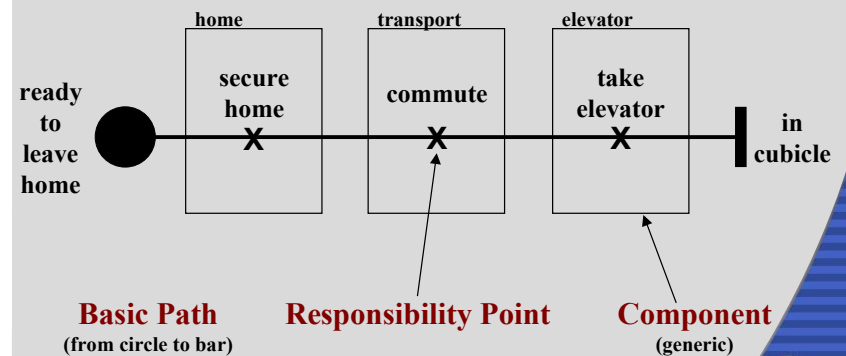 home
transport
elevator
ready
to
leave
home
secure
home
X
commute
X
take
elevator
X
in
cubicle
Basic Path
(from circle to bar)
Responsibility Point
Component
(generic)